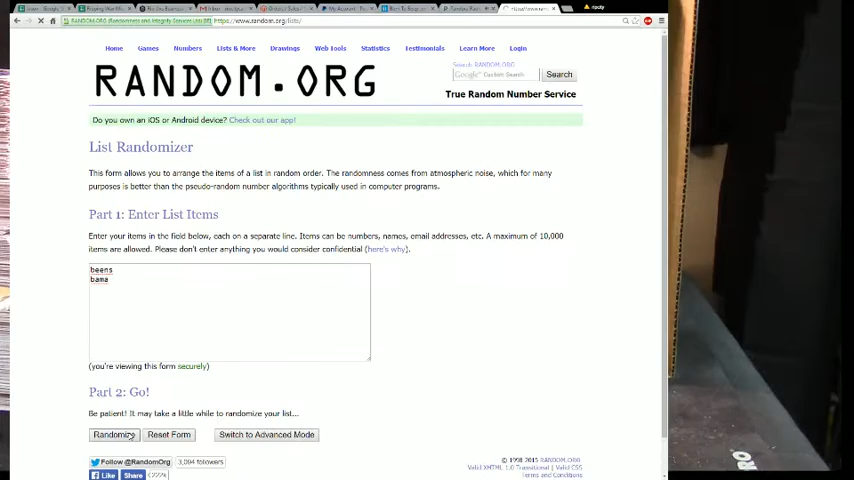 https://www.random.org/lists/
Home Games Numbers Lists & More Drawings Web Tools Statistics Testimonials Learn More Login
Search RANDOM.ORG
RANDOM.ORG
Google Custom Search Search
True Random Number Service
Do you own an iOS or Android device? Check out our app!
List Randomizer
This form allows you to arrange the items of a list in random order. The randomness comes from atmospheric noise, which for many
purposes is better than the pseudo-random number algorithms typically used in computer programs.
Part 1: Enter List Items
Enter your items in the field below, each on a separate line. Items can be numbers, names, email addresses, etc. A maximum of 10,000
items are allowed. Please don't enter anything you would consider confidential (here's why).
beens
bama
(you're viewing this form securely)
Part 2: Go!
Be patient! It may take a little while to randomize your list...
Randomize Reset Form Switch to Advanced Mode
Follow @RandomOrg 3,094 followers
Like Share
© 1998-2015 RANDOM.ORG
Valid XHTML 1.0 Transitional | Valid CSS
Terms and Conditions